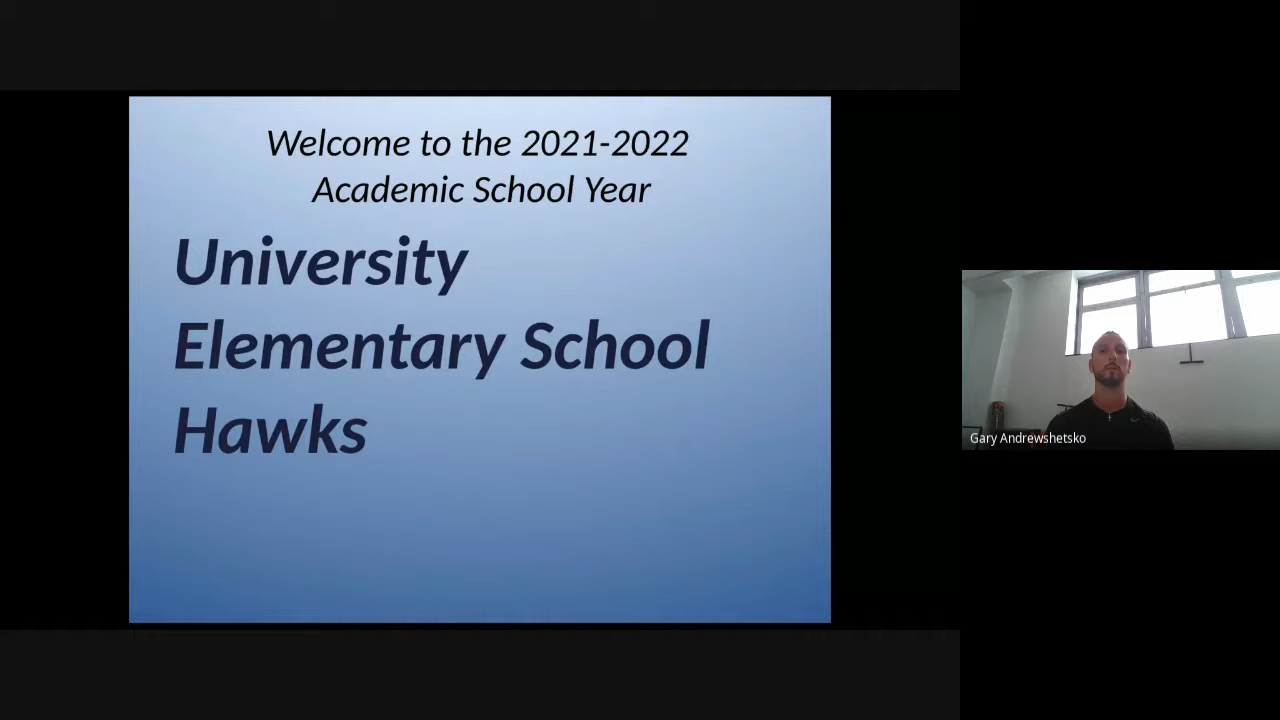 Welcome to the 2021-2022
Academic School Year
University
Elementary School
Hawks
Gary Andrewshetsko